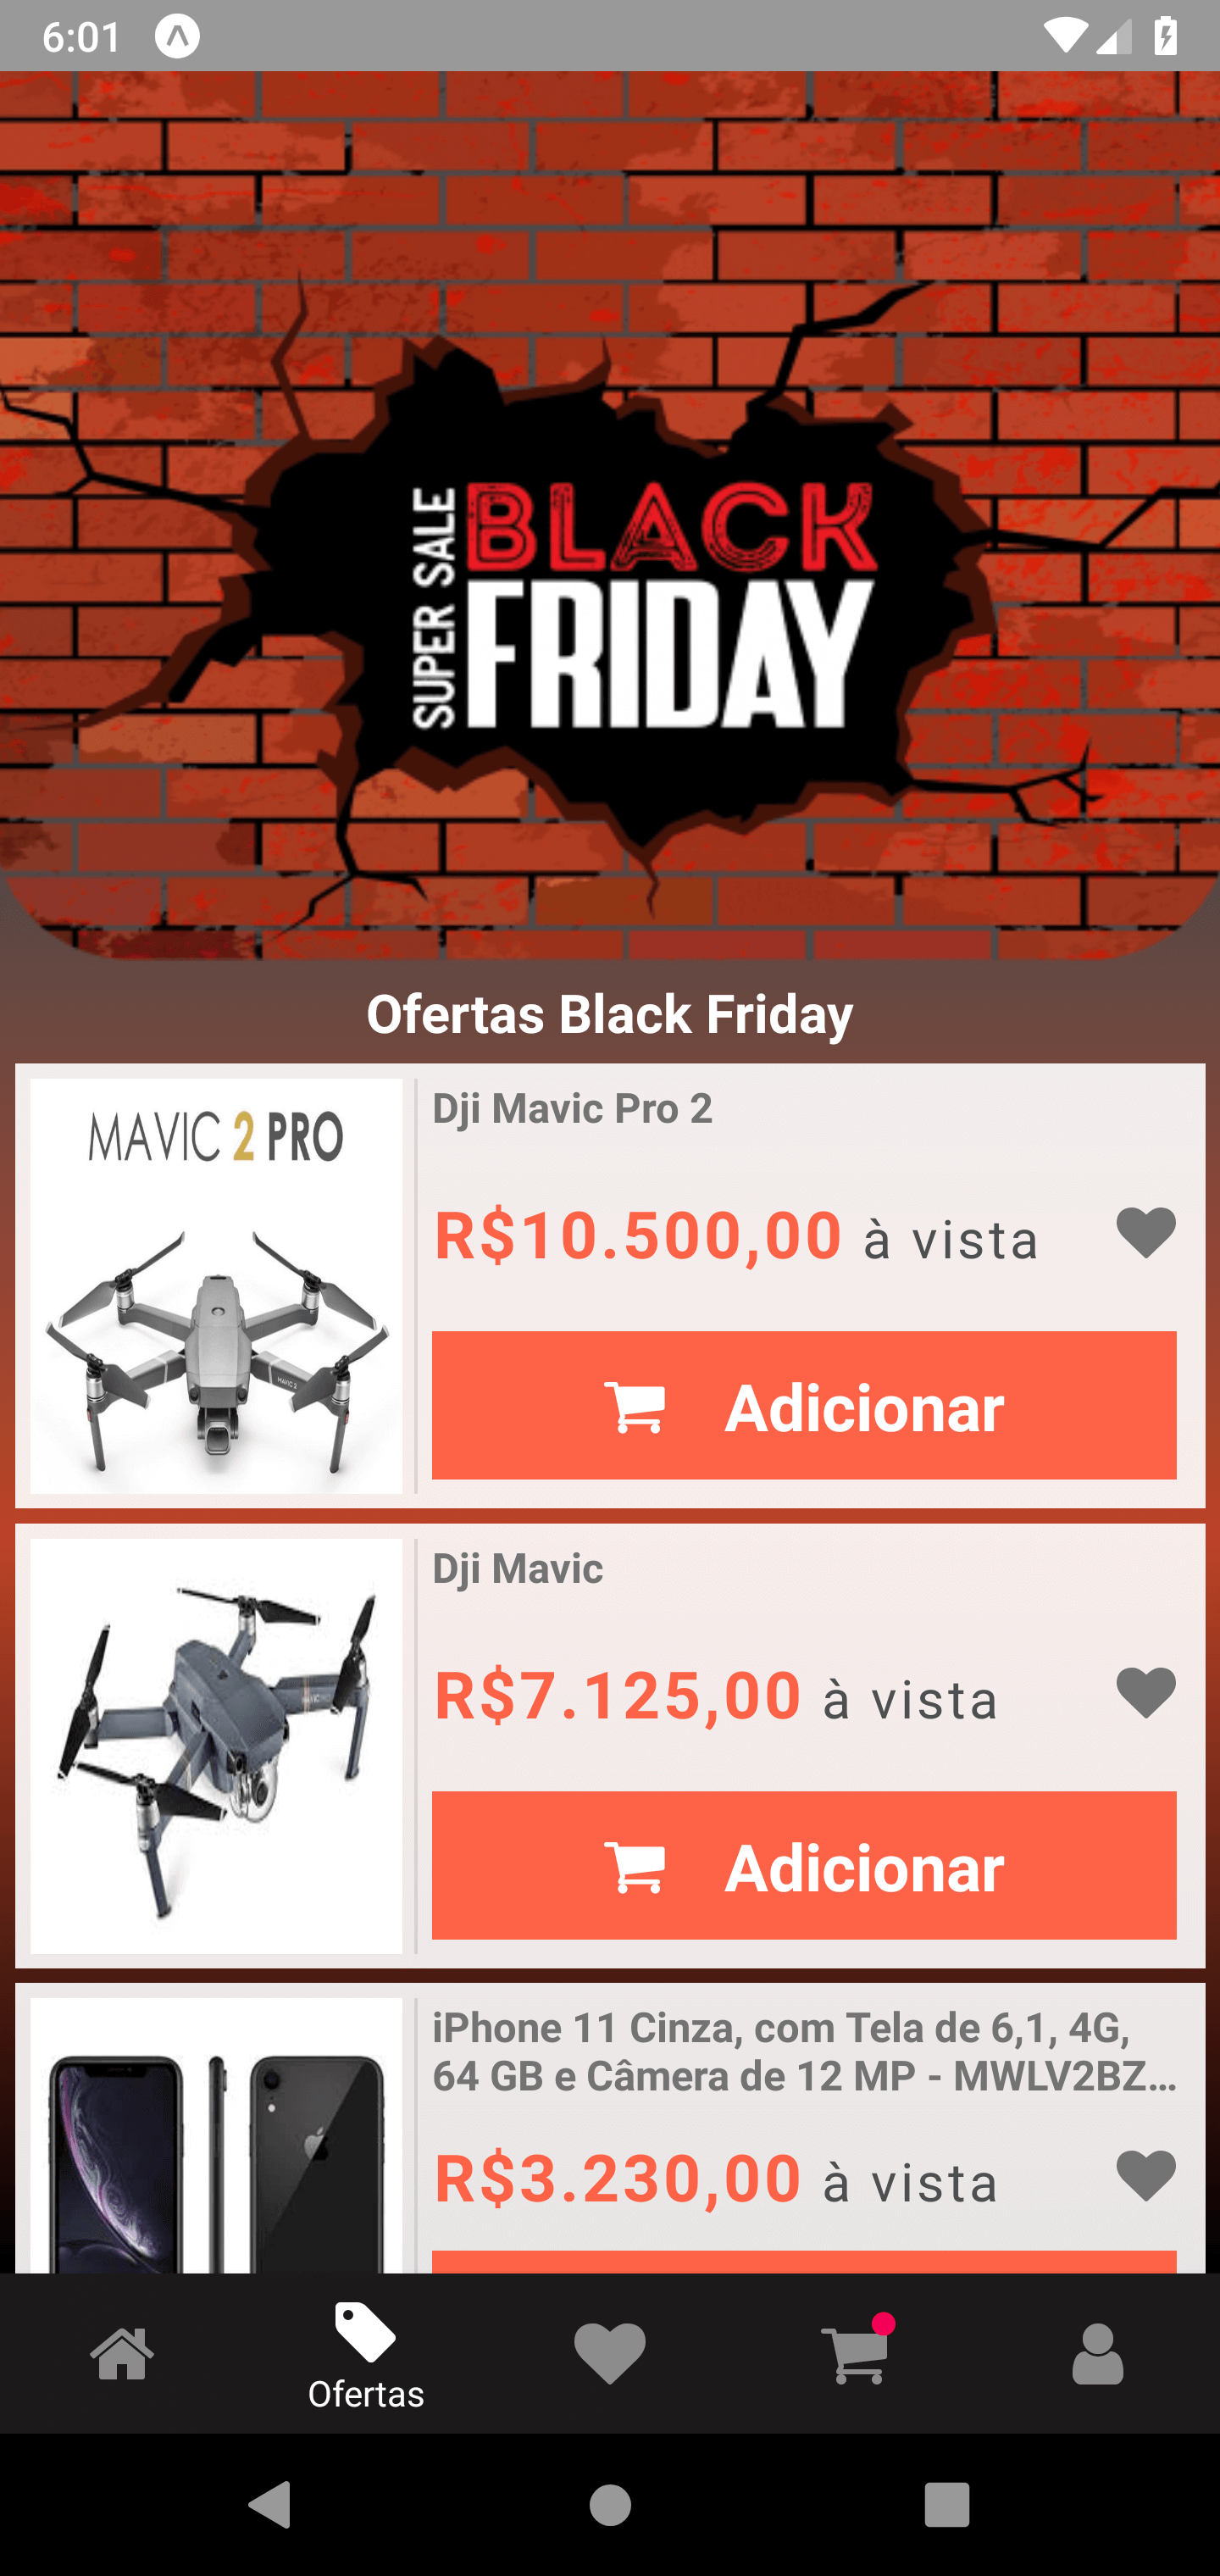 6:01
SUPER SALE
BLACK
FRIDAY
Ofertas Black Friday
MAVIC 2 PRO
Dji Mavic Pro 2
R$10.500,00 à vista
Adicionar
Dji Mavic
R$7.125,00 à vista
Adicionar
iPhone 11 Cinza, com Tela de 6,1, 4G,
64 GB e Câmera de 12 MP - MWLV2BZ...
R$3.230,00 à vista
Ofertas